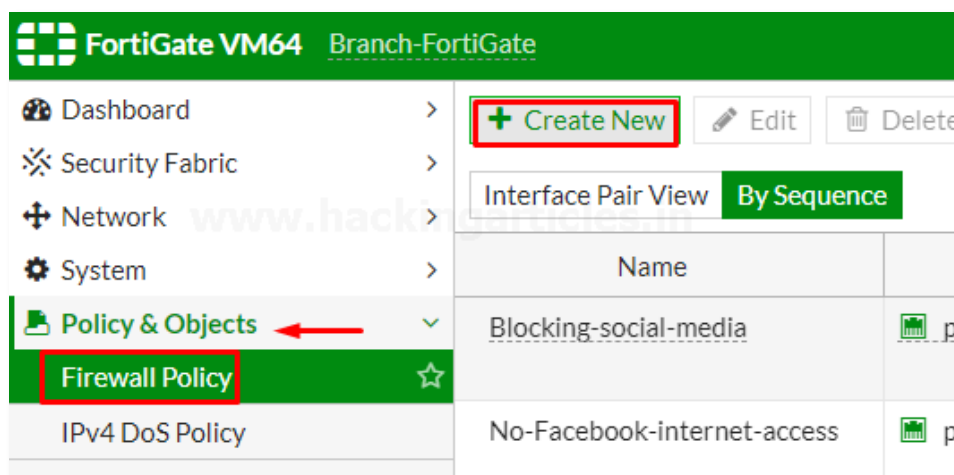 FortiGate VM64 Branch-FortiGate
Dashboard
Security Fabric
Network
System
Policy & Objects
Firewall Policy
IPv4 DoS Policy
+ Create New Edit Delete
Interface Pair View By Sequence
Name
Blocking-social-media p
No-Facebook-internet-access p
www.hackingarticles.in